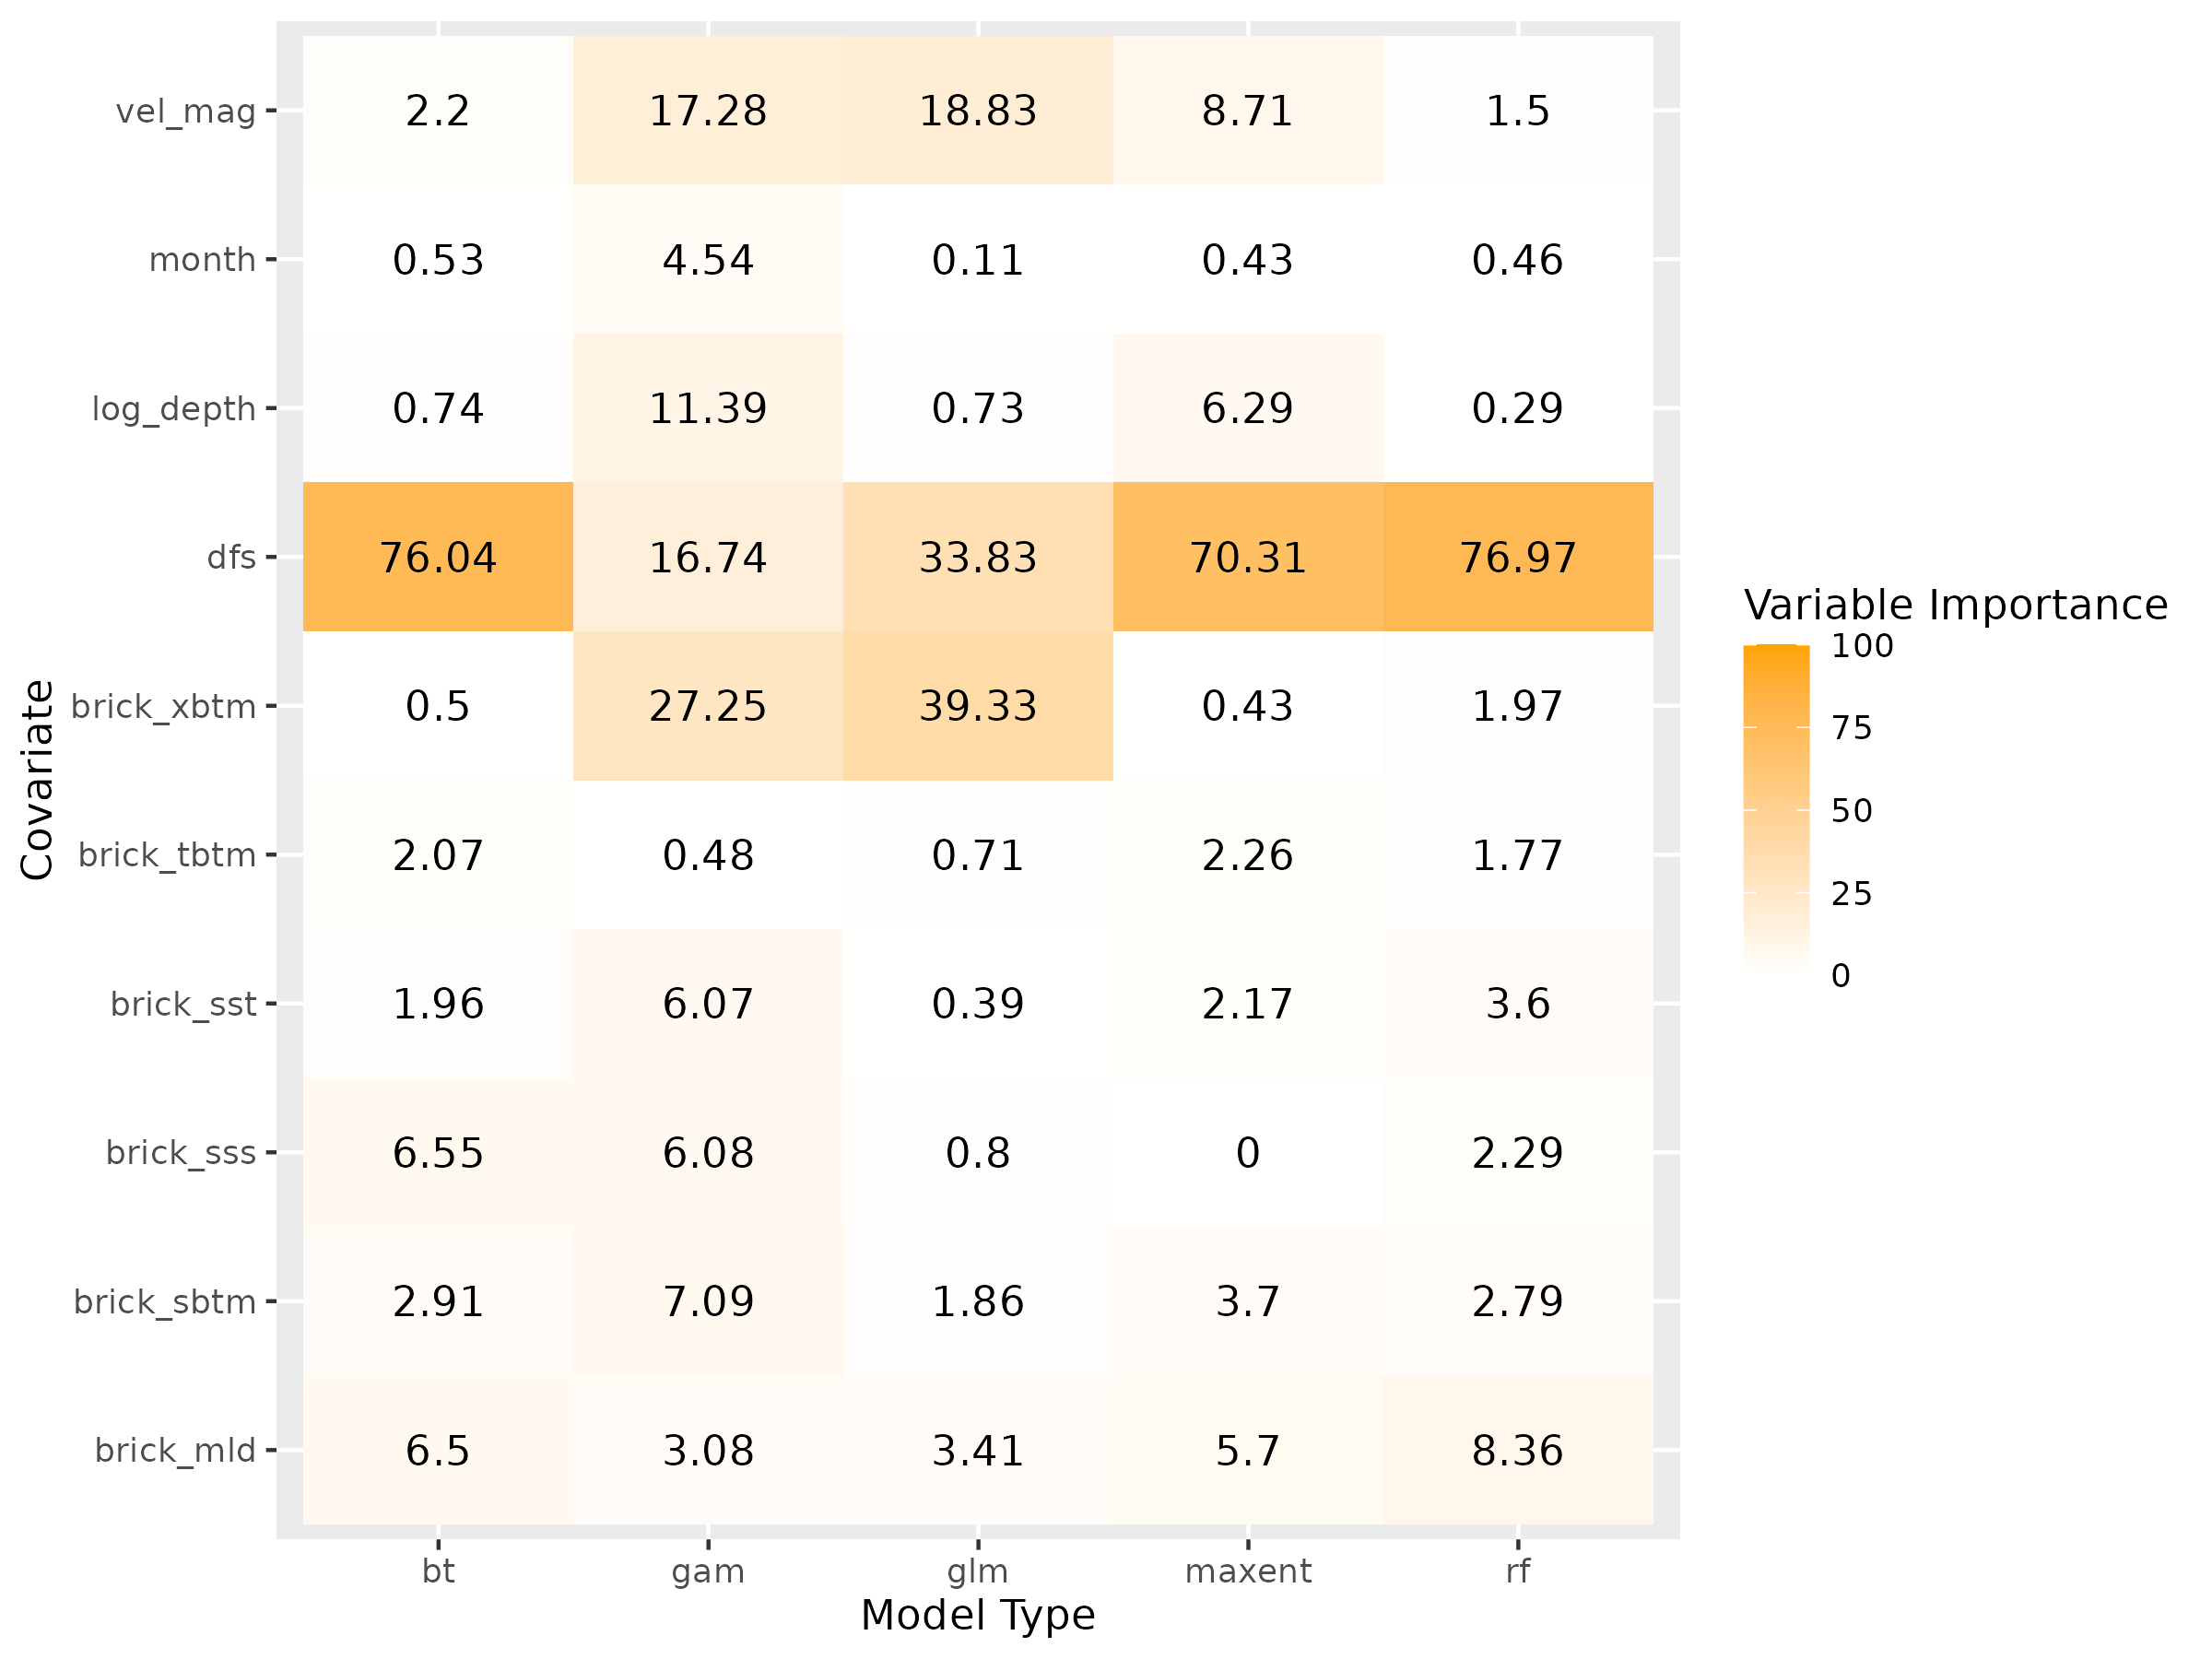 vel_mag 2.2 17.28 18.83 8.71 1.5
month 0.53 4.54 0.11 0.43 0.46
log_depth 0.74 11.39 0.73 6.29 0.29
dfs 76.04 16.74 33.83 70.31 76.97
brick_xbtm 0.5 27.25 39.33 0.43 1.97
brick_tbtm 2.07 0.48 0.71 2.26 1.77
brick_sst 1.96 6.07 0.39 2.17 3.6
brick_sss 6.55 6.08 0.8 0 2.29
brick_sbtm 2.91 7.09 1.86 3.7 2.79
brick_mld 6.5 3.08 3.41 5.7 8.36
bt gam glm maxent rf
Model Type
Covariate
Variable Importance
100
75
50
25
0